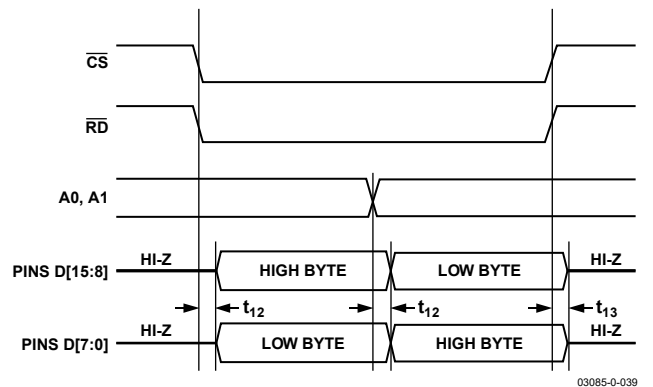 CS
RD
A0, A1
PINS D[15:8] HI-Z HIGH BYTE LOW BYTE HI-Z
t12 t12 t13
PINS D[7:0] HI-Z LOW BYTE HIGH BYTE HI-Z
03085-0-039